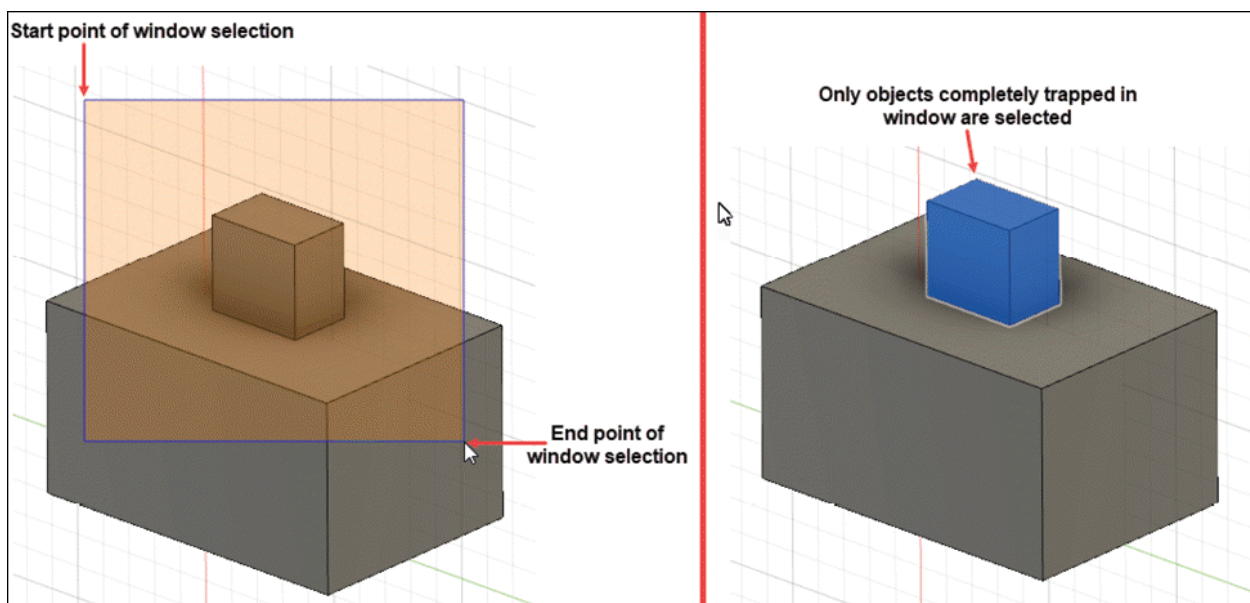 Start point of window selection
Only objects completely trapped in
window are selected
End point of
window selection